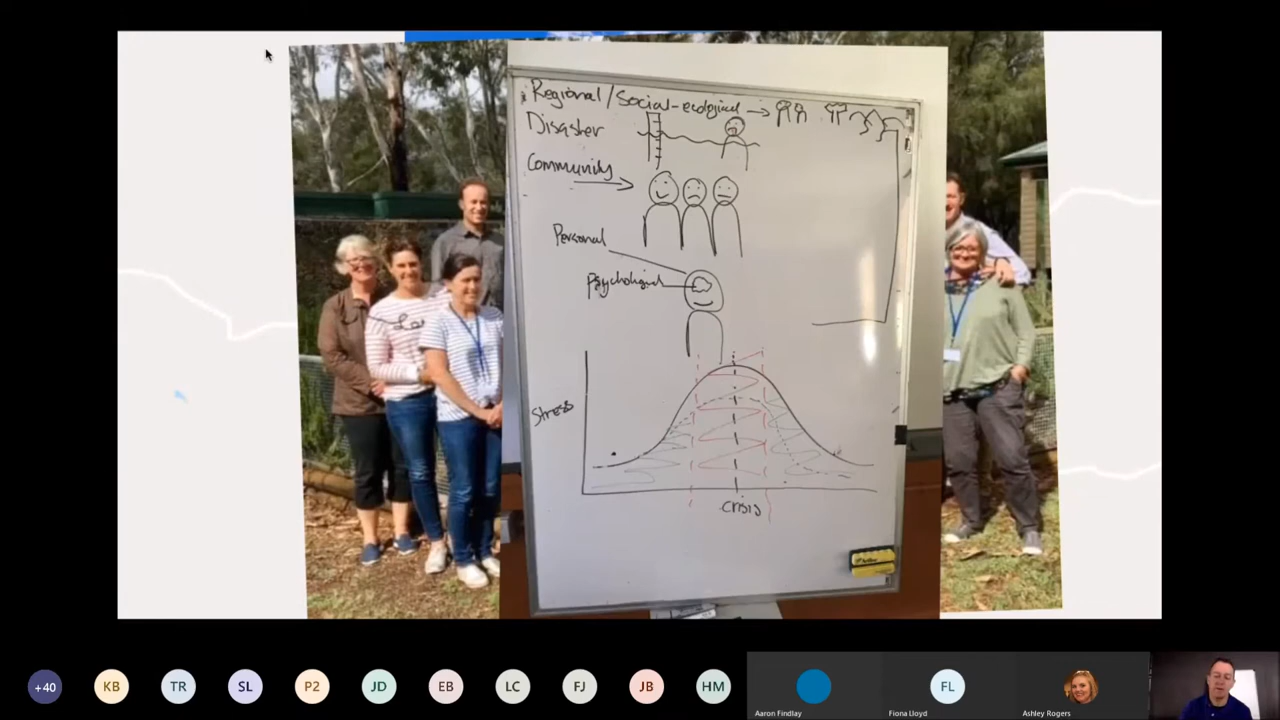 Regional/Social-ecological
Disaster
Community
Personal
Psychological
Stress
crisis
+40
KB
TR
SL
P2
JD
EB
LC
FJ
JB
HM
FL
Aaron Findlay
Fiona Lloyd
Ashley Rogers